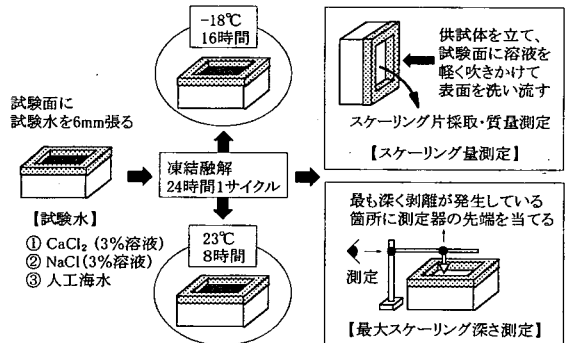 試験面に
試験水を6mm張る
【試験水】
① CaCl₂ (3%溶液)
② NaCl(3%溶液)
③ 人工海水
-18℃
16時間
凍結融解
24時間1サイクル
23℃
8時間
供試体を立て、
試験面に溶液を
軽く吹きかけて
表面を洗い流す
スケーリング片採取・質量測定
【スケーリング量測定】
最も深く剥離が発生している
箇所に測定器の先端を当てる
測定
【最大スケーリング深さ測定】